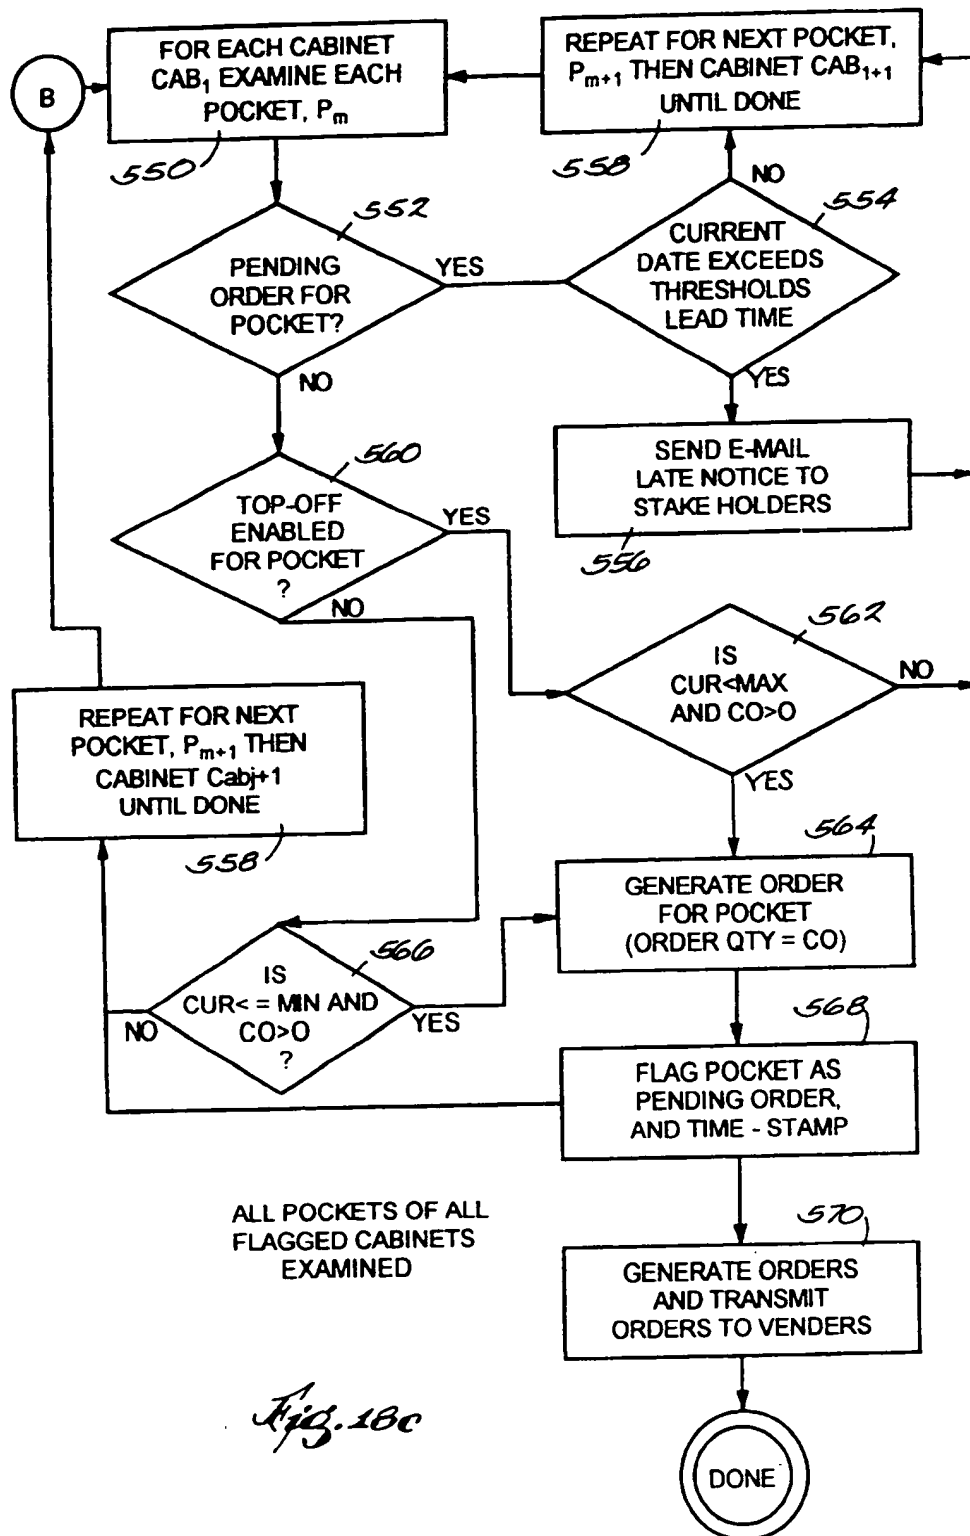 B
FOR EACH CABINET
CAB₁ EXAMINE EACH
POCKET, Pₘ
550
REPEAT FOR NEXT POCKET,
Pₘ₊₁ THEN CABINET CAB₁₊₁
UNTIL DONE
558
NO
552
PENDING
ORDER FOR
POCKET?
YES
NO
554
CURRENT
DATE EXCEEDS
THRESHOLDS
LEAD TIME
YES
SEND E-MAIL
LATE NOTICE TO
STAKE HOLDERS
556
560
TOP-OFF
ENABLED
FOR POCKET
?
YES
NO
562
IS
CUR<MAX
AND CO>O
NO
YES
REPEAT FOR NEXT
POCKET, Pₘ₊₁ THEN
CABINET Cabj+1
UNTIL DONE
558
564
GENERATE ORDER
FOR POCKET
(ORDER QTY = CO)
566
IS
CUR< = MIN AND
CO>O
?
NO
YES
568
FLAG POCKET AS
PENDING ORDER,
AND TIME - STAMP
ALL POCKETS OF ALL
FLAGGED CABINETS
EXAMINED
570
GENERATE ORDERS
AND TRANSMIT
ORDERS TO VENDERS
DONE
Fig. 18c